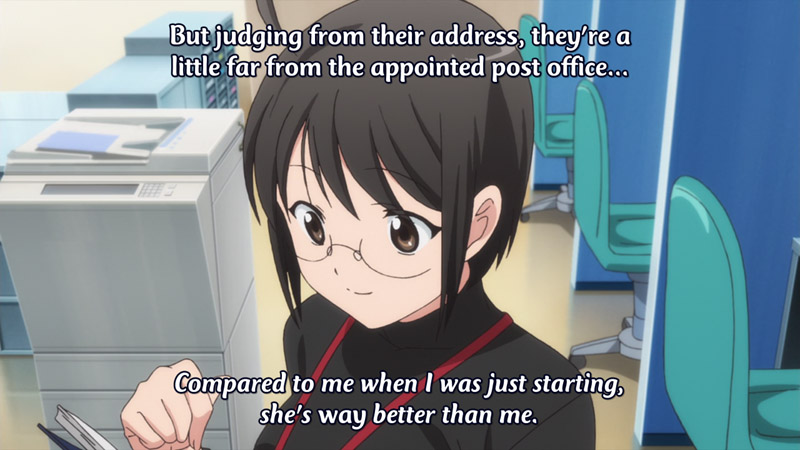 But judging from their address, they're a
little far from the appointed post office...
Compared to me when I was just starting,
she's way better than me.